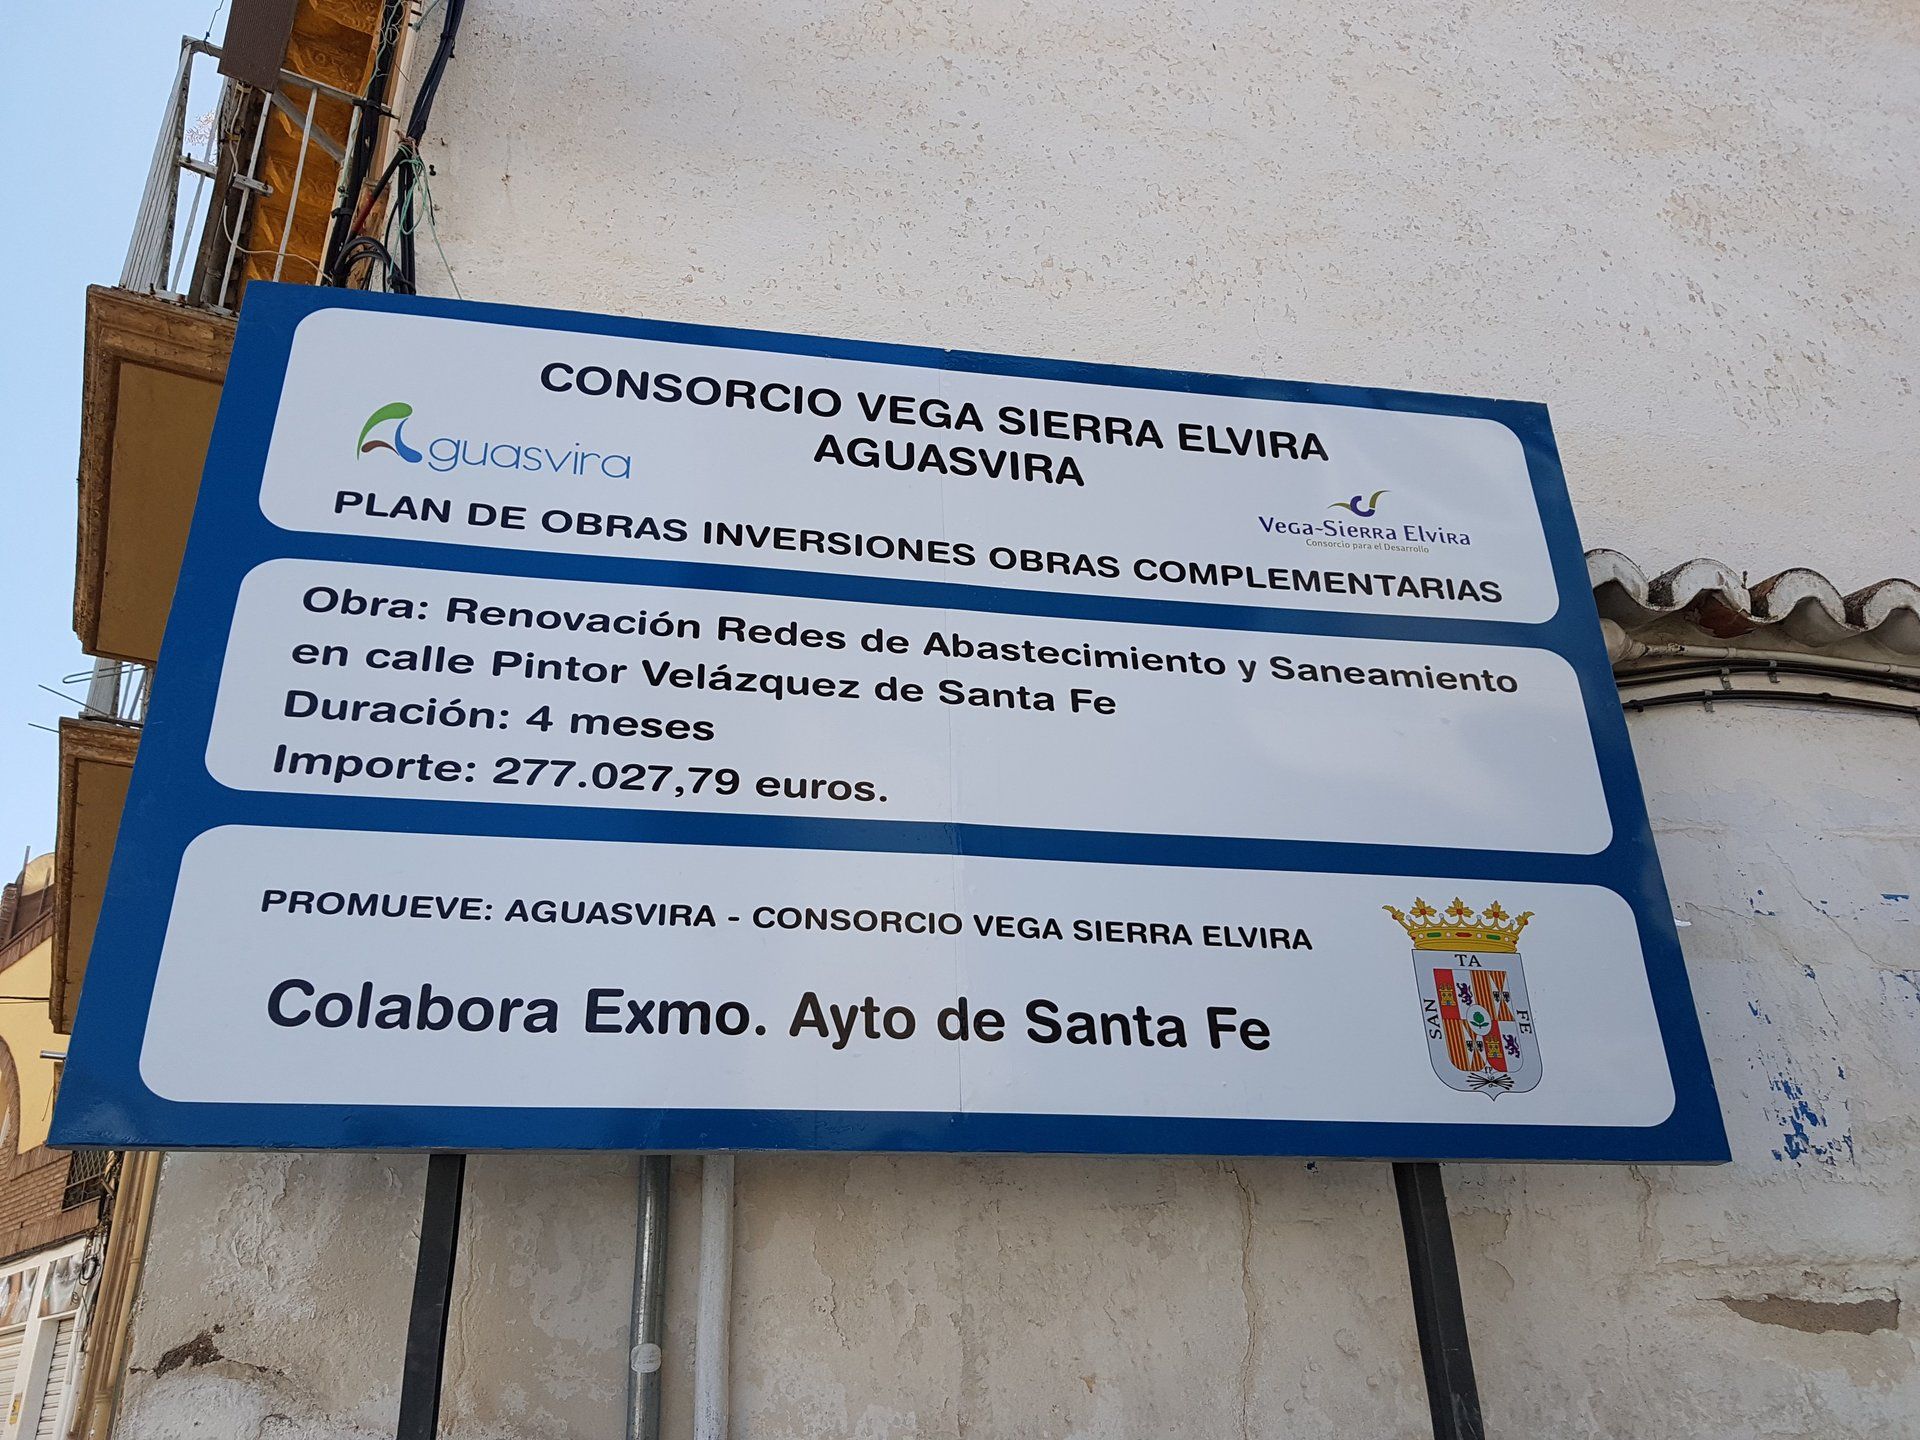 CONSORCIO VEGA SIERRA ELVIRA
AGUASVIRA
guasvira
Vega-Sierra Elvira
Consorcio para el Desarrollo
PLAN DE OBRAS INVERSIONES OBRAS COMPLEMENTARIAS
Obra: Renovación Redes de Abastecimiento y Saneamiento
en calle Pintor Velázquez de Santa Fe
Duración: 4 meses
Importe: 277.027,79 euros.
PROMUEVE: AGUASVIRA - CONSORCIO VEGA SIERRA ELVIRA
Colabora Exmo. Ayto de Santa Fe
SAN TA FE